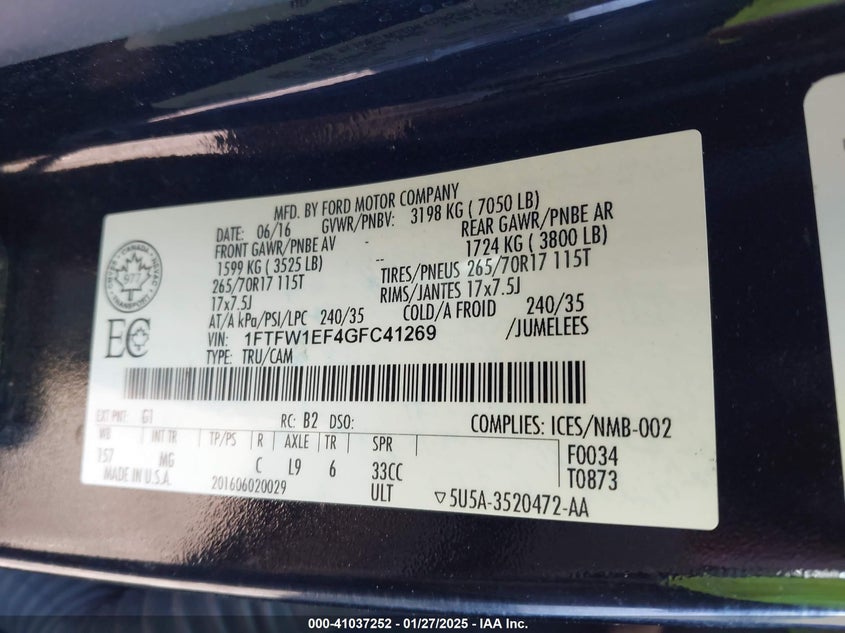 MFD. BY FORD MOTOR COMPANY
DATE: 06/16 GVWR/PNBV: 3198 KG ( 7050 LB)
FRONT GAWR/PNBE AV REAR GAWR/PNBE AR
1599 KG ( 3525 LB) 1724 KG ( 3800 LB)
265/70R17 115T TIRES/PNEUS 265/70R17 115T
17x7.5J RIMS/JANTES 17x7.5J
AT/A kPa/PSI/LPC 240/35 COLD/A FROID 240/35
VIN: 1FTFW1EF4GFC41269 /JUMELEES
TYPE: TRU/CAM
CANADA
TRANSPORT
977
EC
EXT PNT: G1 RC: B2 DSO: COMPLIES: ICES/NMB-002
WB INT TR TP/PS R AXLE TR SPR F0034
157 MG C L9 6 33CC T0873
MADE IN U.S.A. 201606020029 ULT ▽5U5A-3520472-AA
000-41037252 - 01/27/2025 - IAA Inc.